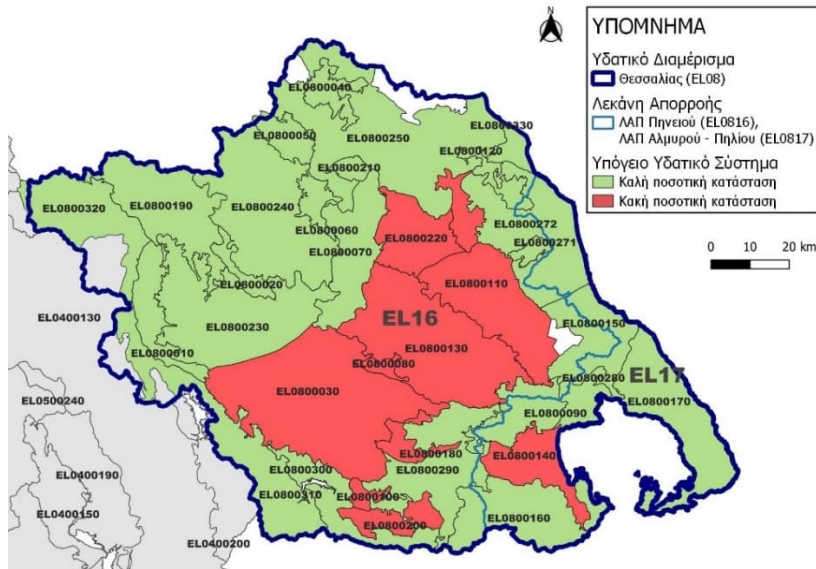 N
ΥΠΟΜΝΗΜΑ
Υδατικό Διαμέρισμα
Θεσσαλίας (EL08)
Λεκάνη Απορροής
ΛΑΠ Πηνειού (EL0816),
ΛΑΠ Αλμυρού - Πηλίου (EL0817)
Υπόγειο Υδατικό Σύστημα
Καλή ποσοτική κατάσταση
Κακή ποσοτική κατάσταση
0 10 20 km
EL0800040
EL0800330
EL0800050
EL0800250
EL0800120
EL0800210
EL0800320
EL0800190
EL0800240
EL0800272
EL0800060
EL0800220
EL0800271
EL0800070
EL0800020
EL0800110
EL0400130
EL16
EL0800150
EL0800230
EL0800130
EL0800010
EL0800080
EL0800280
EL17
EL0800030
EL0800170
EL0500240
EL0800090
EL0800180
EL0800140
EL0400190
EL0800300
EL0800290
EL0800310
EL0800100
EL0400150
EL0800200
EL0800160
EL0400200